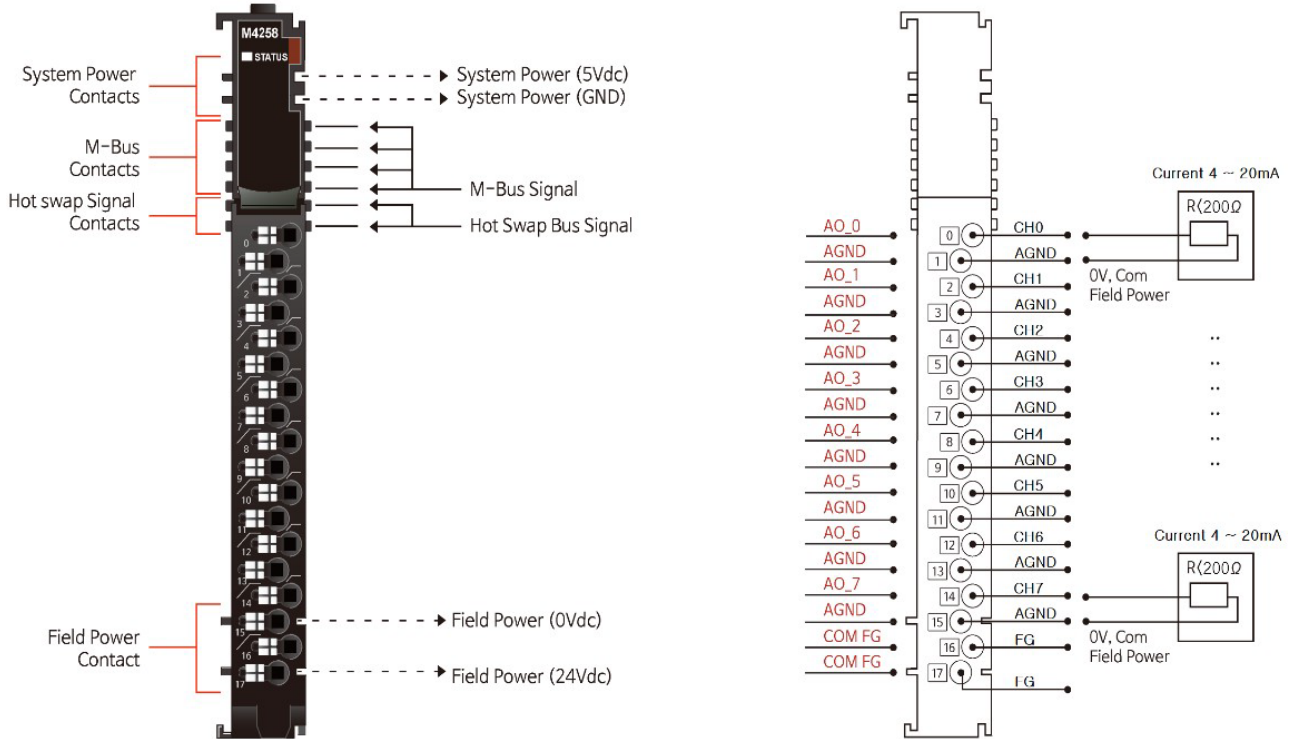 M4258
STATUS
System Power
Contacts
System Power (5Vdc)
System Power (GND)
M-Bus
Contacts
M-Bus Signal
Hot swap Signal
Contacts
Hot Swap Bus Signal
0
1
2
3
4
5
6
7
8
9
10
11
12
13
14
15
16
17
Field Power
Contact
Field Power (0Vdc)
Field Power (24Vdc)
AO_0
AGND
AO_1
AGND
AO_2
AGND
AO_3
AGND
AO_4
AGND
AO_5
AGND
AO_6
AGND
AO_7
AGND
COM FG
COM FG
0
1
2
3
4
5
6
7
8
9
10
11
12
13
14
15
16
17
CH0
AGND
CH1
AGND
CH2
AGND
CH3
AGND
CH4
AGND
CH5
AGND
CH6
AGND
CH7
AGND
FG
FG
Current 4 ~ 20mA
R<200Ω
0V, Com
Field Power
..
..
..
..
..
..
Current 4 ~ 20mA
R<200Ω
0V, Com
Field Power